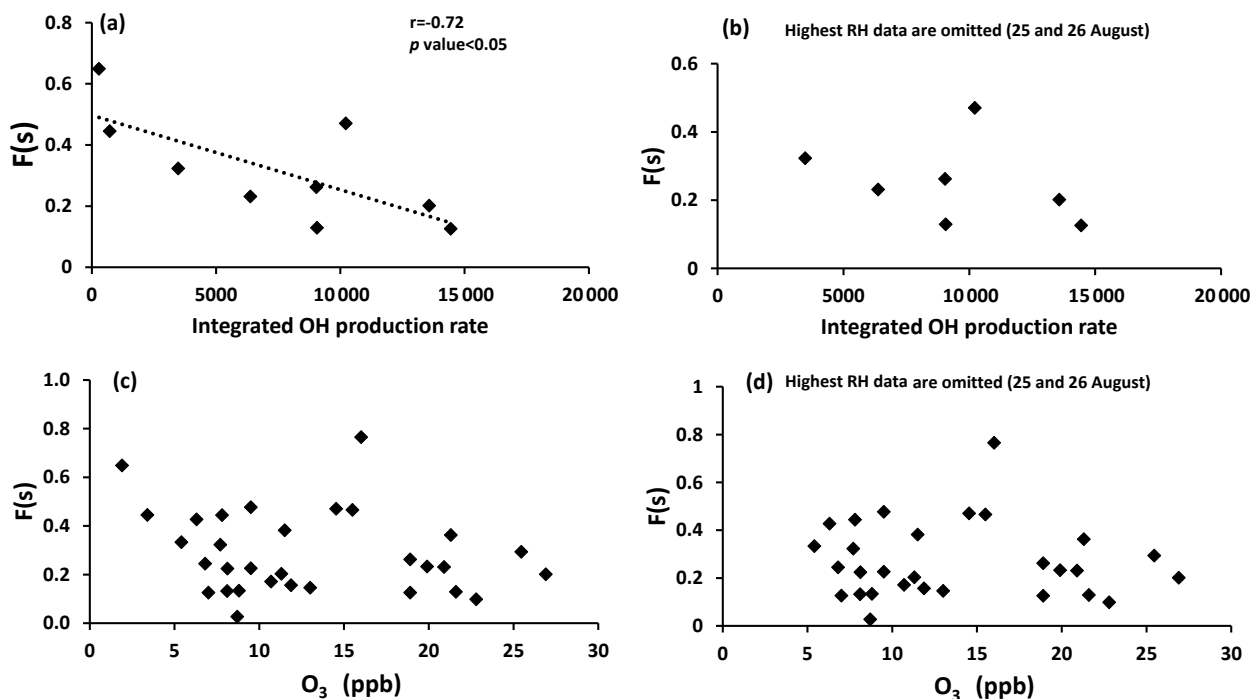 (a)
r=-0.72
p value<0.05
0.8
0.6
0.4
0.2
0
F(s)
0 5000 10 000 15 000 20 000
Integrated OH production rate
(b) Highest RH data are omitted (25 and 26 August)
0.6
0.4
0.2
0
F(s)
0 5000 10 000 15 000 20 000
Integrated OH production rate
(c)
1.0
0.8
0.6
0.4
0.2
0.0
F(s)
0 5 10 15 20 25 30
O3 (ppb)
(d) Highest RH data are omitted (25 and 26 August)
1
0.8
0.6
0.4
0.2
0
F(s)
0 5 10 15 20 25 30
O3 (ppb)